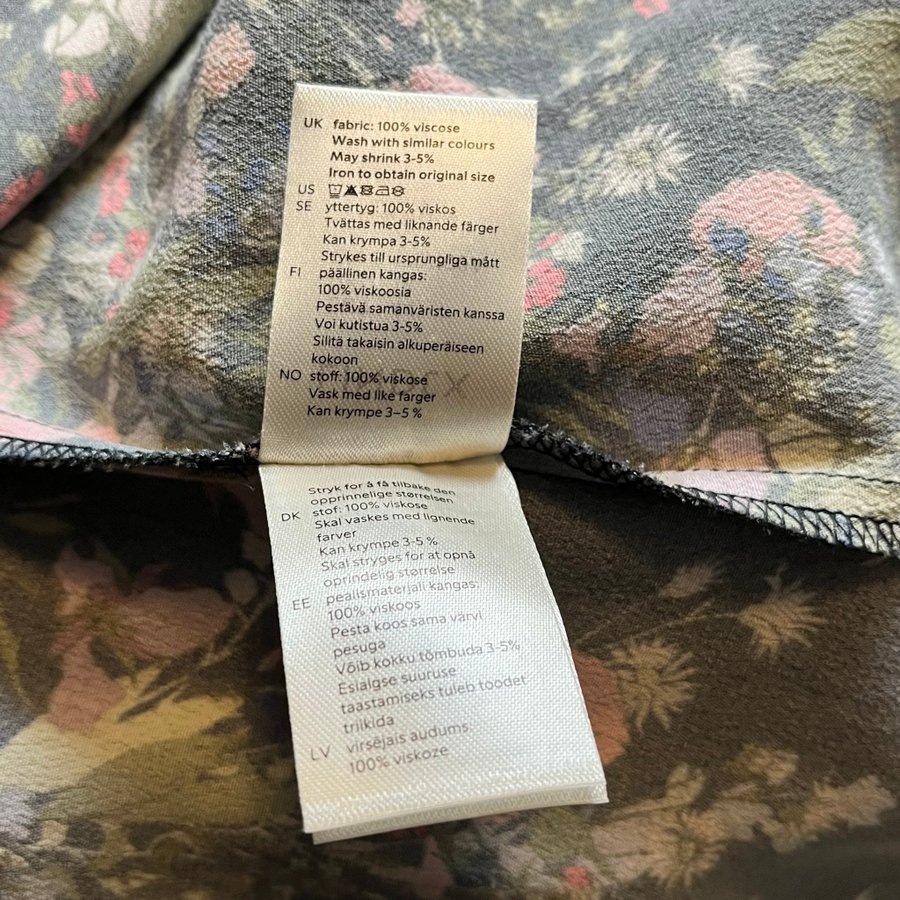 UK fabric: 100% viscose
Wash with similar colours
May shrink 3-5%
Iron to obtain original size
US
SE yttertyg: 100% viskos
Tvättas med liknande färger
Kan krympa 3-5%
Strykes till ursprungliga mått
FI päällinen kangas:
100% viskoosia
Pestävä samanväristen kanssa
Voi kutistua 3-5%
Silitä takaisin alkuperäiseen
kokoon
NO stoff: 100% viskose
Vask med like farger
Kan krympe 3-5 %
Stryk for å få tilbake den
opprinnelige størrelsen
DK stof: 100% viskose
Skal vaskes med lignende
farver
Kan krympe 3-5 %
Skal stryges for at opnå
oprindelig størrelse
EE pealismaterjali kangas:
100% viskoos
Pesta koos sama värvi
pesuga
Võib kokku tõmbuda 3-5%
Esialgse suuruse
taastamiseks tuleb toodet
triikida
LV virsējais audums:
100% viskoze